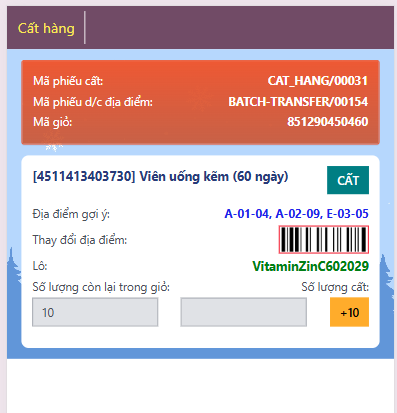 Cất hàng
Mã phiếu cất: CAT_HANG/00031
Mã phiếu d/c địa điểm: BATCH-TRANSFER/00154
Mã giỏ: 851290450460
[4511413403730] Viên uống kẽm (60 ngày) CẤT
Địa điểm gợi ý: A-01-04, A-02-09, E-03-05
Thay đổi địa điểm:
Lô: VitaminZinC602029
Số lượng còn lại trong giỏ: Số lượng cất:
10 +10